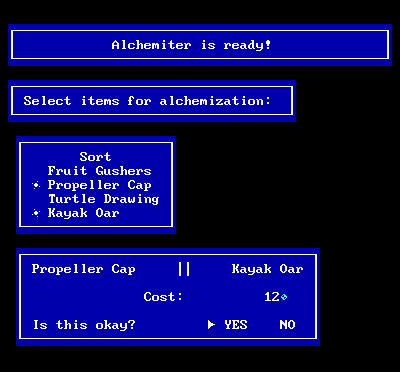 Alchemiter is ready!
Select items for alchemization:
Sort
Fruit Gushers
Propeller Cap
Turtle Drawing
Kayak Oar
Propeller Cap || Kayak Oar
Cost: 12
Is this okay? YES NO